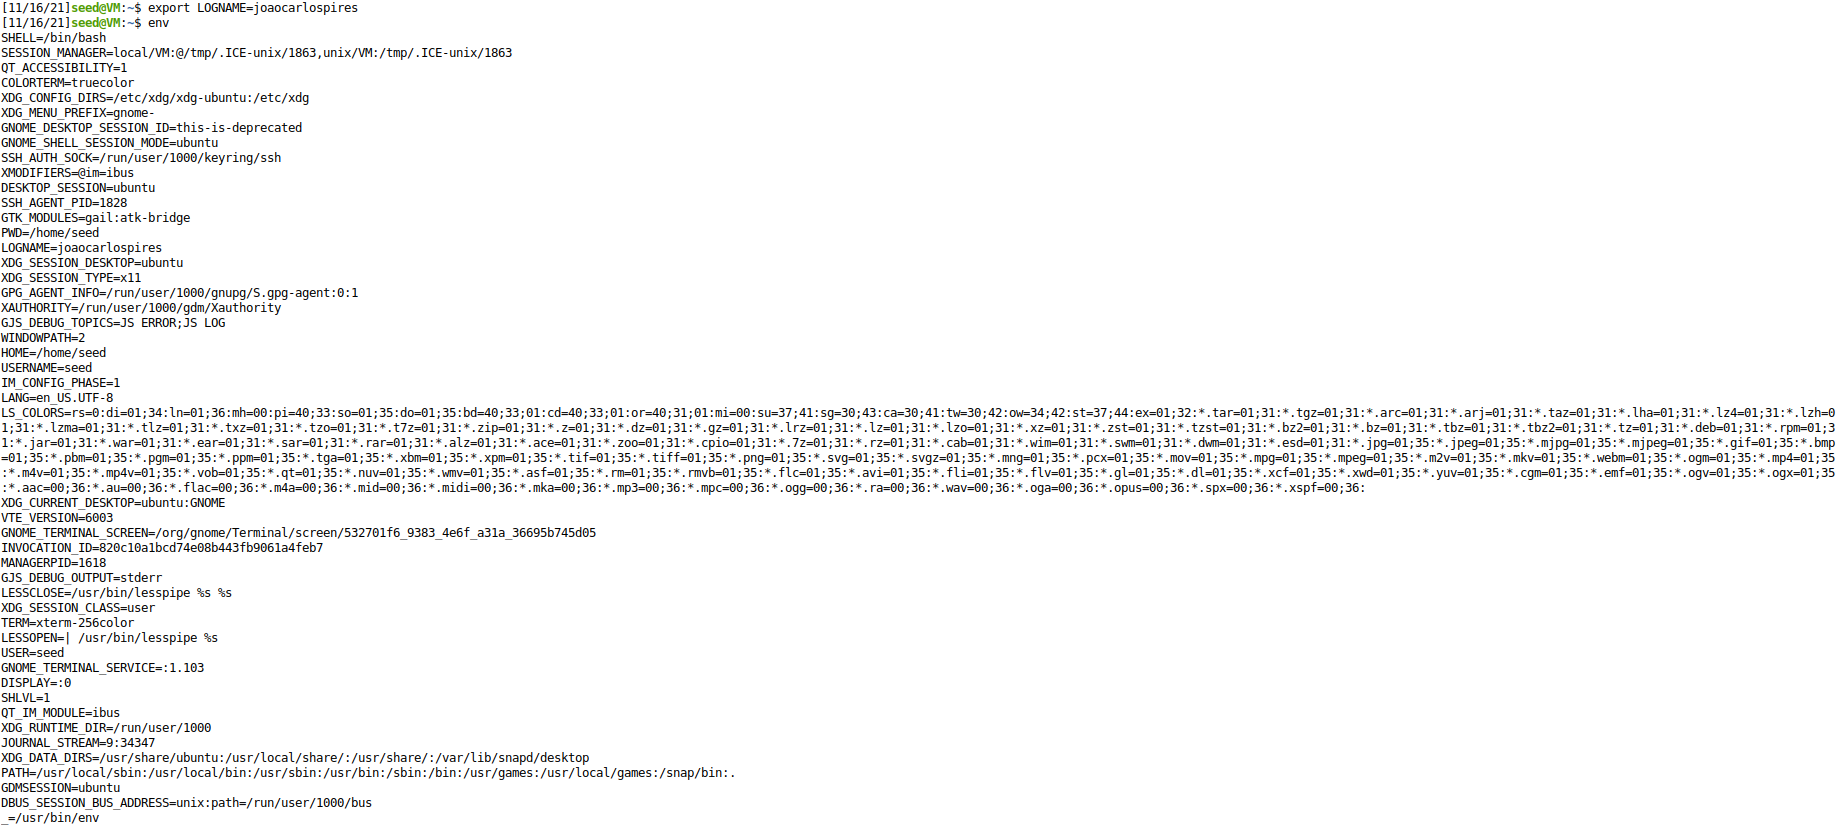 [11/16/21]seed@VM:~$ export LOGNAME=joaocarlospires
[11/16/21]seed@VM:~$ env
SHELL=/bin/bash
SESSION_MANAGER=local/VM:@/tmp/.ICE-unix/1863,unix/VM:/tmp/.ICE-unix/1863
QT_ACCESSIBILITY=1
COLORTERM=truecolor
XDG_CONFIG_DIRS=/etc/xdg/xdg-ubuntu:/etc/xdg
XDG_MENU_PREFIX=gnome-
GNOME_DESKTOP_SESSION_ID=this-is-deprecated
GNOME_SHELL_SESSION_MODE=ubuntu
SSH_AUTH_SOCK=/run/user/1000/keyring/ssh
XMODIFIERS=@im=ibus
DESKTOP_SESSION=ubuntu
SSH_AGENT_PID=1828
GTK_MODULES=gail:atk-bridge
PWD=/home/seed
LOGNAME=joaocarlospires
XDG_SESSION_DESKTOP=ubuntu
XDG_SESSION_TYPE=x11
GPG_AGENT_INFO=/run/user/1000/gnupg/S.gpg-agent:0:1
XAUTHORITY=/run/user/1000/gdm/Xauthority
GJS_DEBUG_TOPICS=JS ERROR;JS LOG
WINDOWPATH=2
HOME=/home/seed
USERNAME=seed
IM_CONFIG_PHASE=1
LANG=en_US.UTF-8
LS_COLORS=rs=0:di=01;34:ln=01;36:mh=00:pi=40;33:so=01;35:do=01;35:bd=40;33;01:cd=40;33;01:or=40;31;01:mi=00:su=37;41:sg=30;43:ca=30;41:tw=30;42:ow=34;42:st=37;44:ex=01;32:*.tar=01;31:*.tgz=01;31:*.arc=01;31:*.arj=01;31:*.taz=01;31:*.lha=01;31:*.lz4=01;31:*.lzh=0
1;31:*.lzma=01;31:*.tlz=01;31:*.txz=01;31:*.tzo=01;31:*.t7z=01;31:*.zip=01;31:*.z=01;31:*.dz=01;31:*.gz=01;31:*.lrz=01;31:*.lz=01;31:*.lzo=01;31:*.xz=01;31:*.zst=01;31:*.tzst=01;31:*.bz2=01;31:*.bz=01;31:*.tbz=01;31:*.tbz2=01;31:*.tz=01;31:*.deb=01;31:*.rpm=01;3
1:*.jar=01;31:*.war=01;31:*.ear=01;31:*.sar=01;31:*.rar=01;31:*.alz=01;31:*.ace=01;31:*.zoo=01;31:*.cpio=01;31:*.7z=01;31:*.rz=01;31:*.cab=01;31:*.wim=01;31:*.swm=01;31:*.dwm=01;31:*.esd=01;31:*.jpg=01;35:*.jpeg=01;35:*.mjpg=01;35:*.mjpeg=01;35:*.gif=01;35:*.bmp
=01;35:*.pbm=01;35:*.pgm=01;35:*.ppm=01;35:*.tga=01;35:*.xbm=01;35:*.xpm=01;35:*.tif=01;35:*.tiff=01;35:*.png=01;35:*.svg=01;35:*.svgz=01;35:*.mng=01;35:*.pcx=01;35:*.mov=01;35:*.mpg=01;35:*.mpeg=01;35:*.m2v=01;35:*.mkv=01;35:*.webm=01;35:*.ogm=01;35:*.mp4=01;35
:*.m4v=01;35:*.mp4v=01;35:*.vob=01;35:*.qt=01;35:*.nuv=01;35:*.wmv=01;35:*.asf=01;35:*.rm=01;35:*.rmvb=01;35:*.flc=01;35:*.avi=01;35:*.fli=01;35:*.flv=01;35:*.gl=01;35:*.dl=01;35:*.xcf=01;35:*.xwd=01;35:*.yuv=01;35:*.cgm=01;35:*.emf=01;35:*.ogv=01;35:*.ogx=01;35
:*.aac=00;36:*.au=00;36:*.flac=00;36:*.m4a=00;36:*.mid=00;36:*.midi=00;36:*.mka=00;36:*.mp3=00;36:*.mpc=00;36:*.ogg=00;36:*.ra=00;36:*.wav=00;36:*.oga=00;36:*.opus=00;36:*.spx=00;36:*.xspf=00;36:
XDG_CURRENT_DESKTOP=ubuntu:GNOME
VTE_VERSION=6003
GNOME_TERMINAL_SCREEN=/org/gnome/Terminal/screen/532701f6_9383_4e6f_a31a_36695b745d05
INVOCATION_ID=820c10a1bcd74e08b443fb9061a4feb7
MANAGERPID=1618
GJS_DEBUG_OUTPUT=stderr
LESSCLOSE=/usr/bin/lesspipe %s %s
XDG_SESSION_CLASS=user
TERM=xterm-256color
LESSOPEN=| /usr/bin/lesspipe %s
USER=seed
GNOME_TERMINAL_SERVICE=:1.103
DISPLAY=:0
SHLVL=1
QT_IM_MODULE=ibus
XDG_RUNTIME_DIR=/run/user/1000
JOURNAL_STREAM=9:34347
XDG_DATA_DIRS=/usr/share/ubuntu:/usr/local/share/:/usr/share/:/var/lib/snapd/desktop
PATH=/usr/local/sbin:/usr/local/bin:/usr/sbin:/usr/bin:/sbin:/bin:/usr/games:/usr/local/games:/snap/bin:.
GDMSESSION=ubuntu
DBUS_SESSION_BUS_ADDRESS=unix:path=/run/user/1000/bus
_=/usr/bin/env